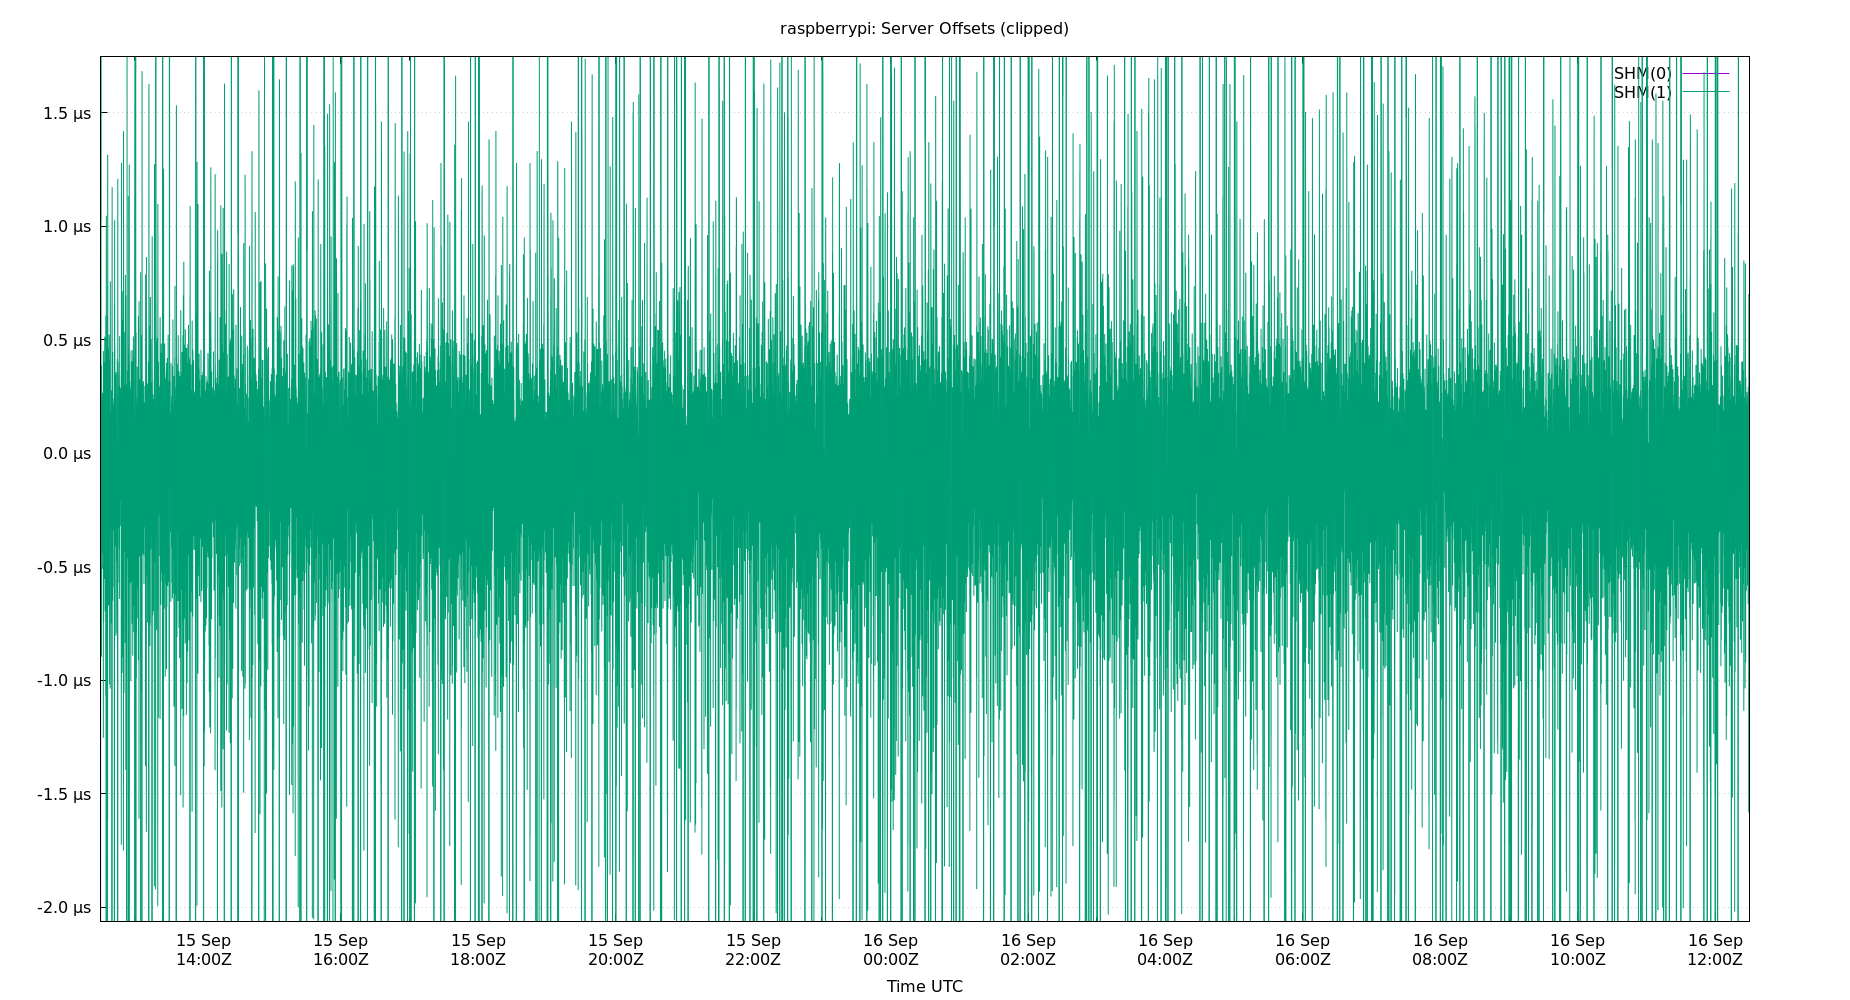 raspberrypi: Server Offsets (clipped)
SHM(0)
SHM(1)
1.5 μs
1.0 μs
0.5 μs
0.0 μs
-0.5 μs
-1.0 μs
-1.5 μs
-2.0 μs
15 Sep 15 Sep 15 Sep 15 Sep 15 Sep 16 Sep 16 Sep 16 Sep 16 Sep 16 Sep 16 Sep 16 Sep
14:00Z 16:00Z 18:00Z 20:00Z 22:00Z 00:00Z 02:00Z 04:00Z 06:00Z 08:00Z 10:00Z 12:00Z
Time UTC